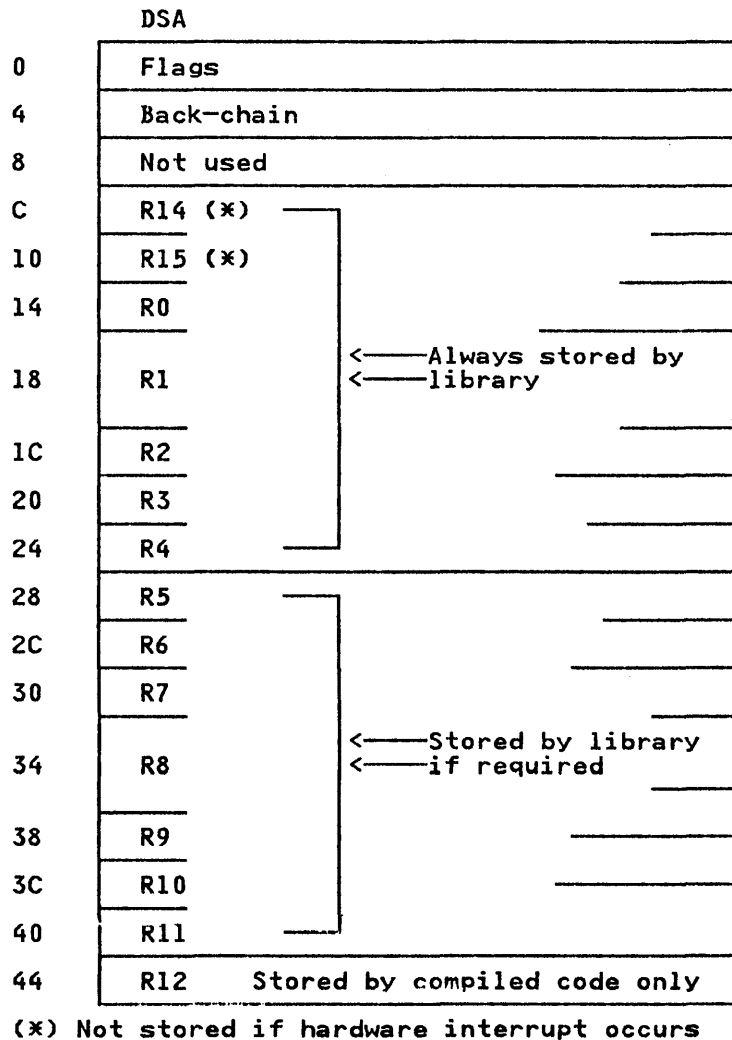 DSA
0 Flags
4 Back-chain
8 Not used
C R14 (*)
10 R15 (*)
14 R0
<——Always stored by
18 R1 <——library
1C R2
20 R3
24 R4
28 R5
2C R6
30 R7
<——Stored by library
34 R8 <——if required
38 R9
3C R10
40 R11
44 R12 Stored by compiled code only
(*) Not stored if hardware interrupt occurs